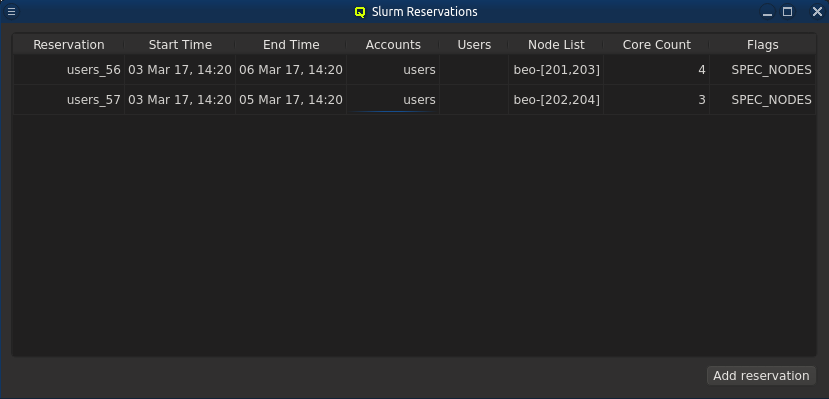 Slurm Reservations
Reservation Start Time End Time Accounts Users Node List Core Count Flags
users_56 03 Mar 17, 14:20 06 Mar 17, 14:20 users beo-[201,203] 4 SPEC_NODES
users_57 03 Mar 17, 14:20 05 Mar 17, 14:20 users beo-[202,204] 3 SPEC_NODES
Add reservation